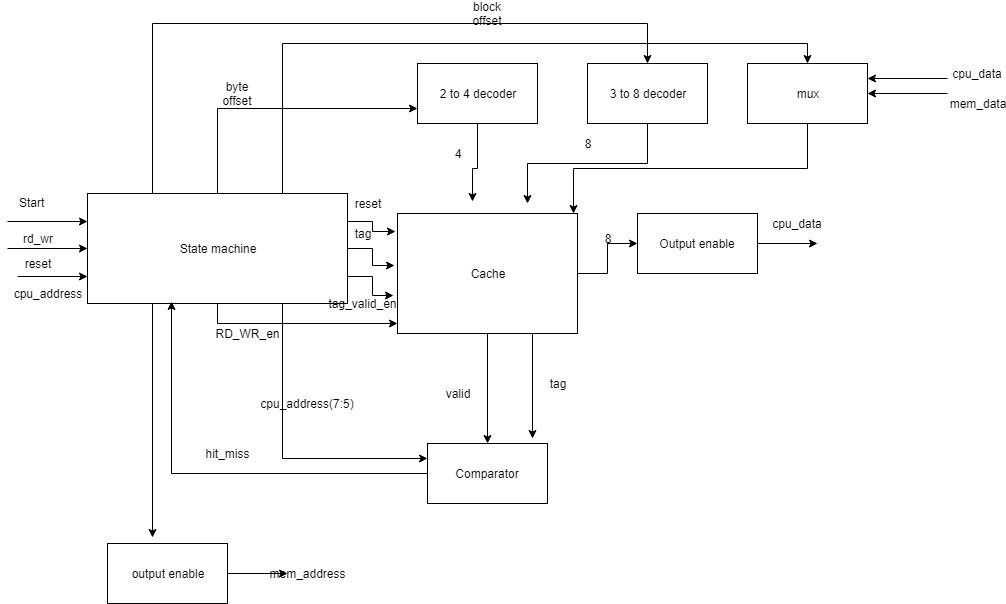 block
offset
cpu_data
byte
offset
2 to 4 decoder
3 to 8 decoder
mux
mem_data
4
8
Start
reset
rd_wr
tag
State machine
reset
cpu_address
tag_valid_en
RD_WR_en
Cache
8
Output enable
cpu_data
valid
tag
cpu_address(7:5)
hit_miss
Comparator
output enable
mem_address